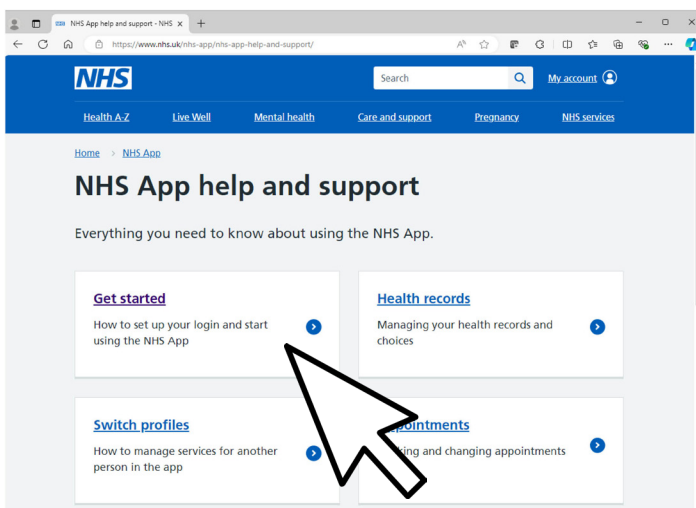 NHS App help and support - NHS
https://www.nhs.uk/nhs-app/nhs-app-help-and-support/
NHS
Search
My account
Health A-Z Live Well Mental health Care and support Pregnancy NHS services
Home > NHS App
NHS App help and support
Everything you need to know about using the NHS App.
Get started
How to set up your login and start
using the NHS App
Health records
Managing your health records and
choices
Switch profiles
How to manage services for another
person in the app
and changing appointments